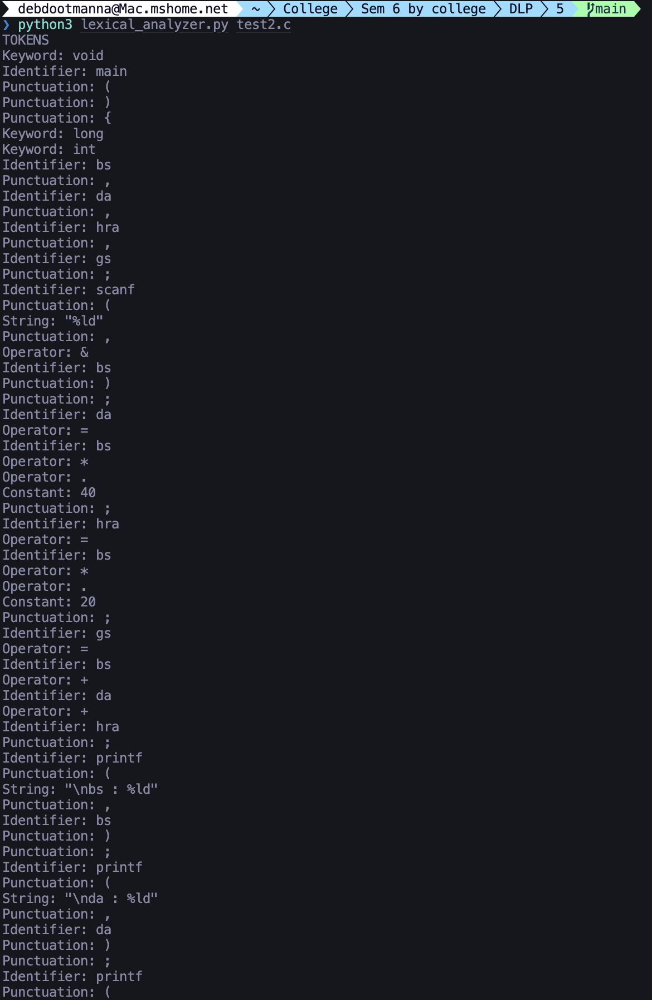 debdootmanna@Mac.mshome.net ~ College Sem 6 by college DLP 5 main
❯ python3 lexical_analyzer.py test2.c
TOKENS
Keyword: void
Identifier: main
Punctuation: (
Punctuation: )
Punctuation: {
Keyword: long
Keyword: int
Identifier: bs
Punctuation: ,
Identifier: da
Punctuation: ,
Identifier: hra
Punctuation: ,
Identifier: gs
Punctuation: ;
Identifier: scanf
Punctuation: (
String: "%ld"
Punctuation: ,
Operator: &
Identifier: bs
Punctuation: )
Punctuation: ;
Identifier: da
Operator: =
Identifier: bs
Operator: *
Operator: .
Constant: 40
Punctuation: ;
Identifier: hra
Operator: =
Identifier: bs
Operator: *
Operator: .
Constant: 20
Punctuation: ;
Identifier: gs
Operator: =
Identifier: bs
Operator: +
Identifier: da
Operator: +
Identifier: hra
Punctuation: ;
Identifier: printf
Punctuation: (
String: "\nbs : %ld"
Punctuation: ,
Identifier: bs
Punctuation: )
Punctuation: ;
Identifier: printf
Punctuation: (
String: "\nda : %ld"
Punctuation: ,
Identifier: da
Punctuation: )
Punctuation: ;
Identifier: printf
Punctuation: (